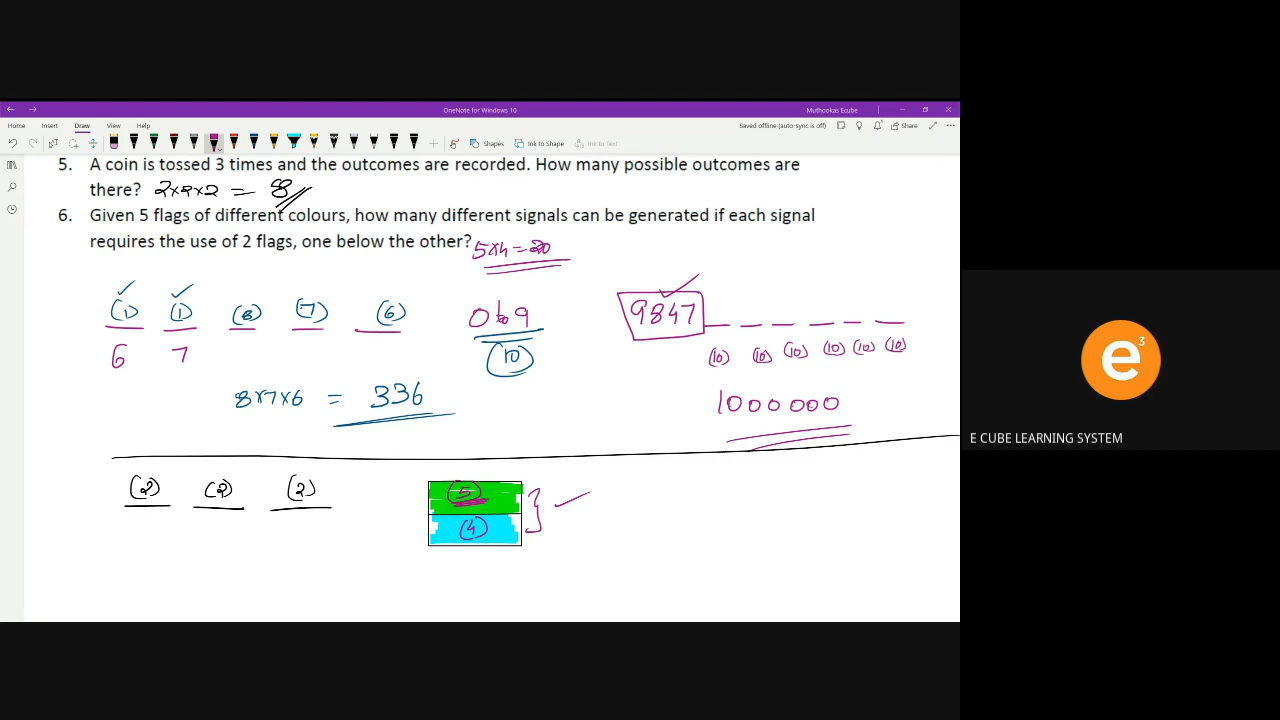 OneNote for Windows 10
Muthookas Ecube
Home Insert Draw View Help
Saved offline (auto-sync is off)
Share
Shapes
Ink to Shape
Ink to Text
5. A coin is tossed 3 times and the outcomes are recorded. How many possible outcomes are
there? 2×2×2 = 8
6. Given 5 flags of different colours, how many different signals can be generated if each signal
requires the use of 2 flags, one below the other?
5×4=20
(1) (1) (8) (7) (6)
6 7
0 to 9
(10)
9847
(10) (10) (10) (10) (10) (10)
8×7×6 = 336
1000000
(2) (2) (2)
(5)
(4)
e3
E CUBE LEARNING SYSTEM